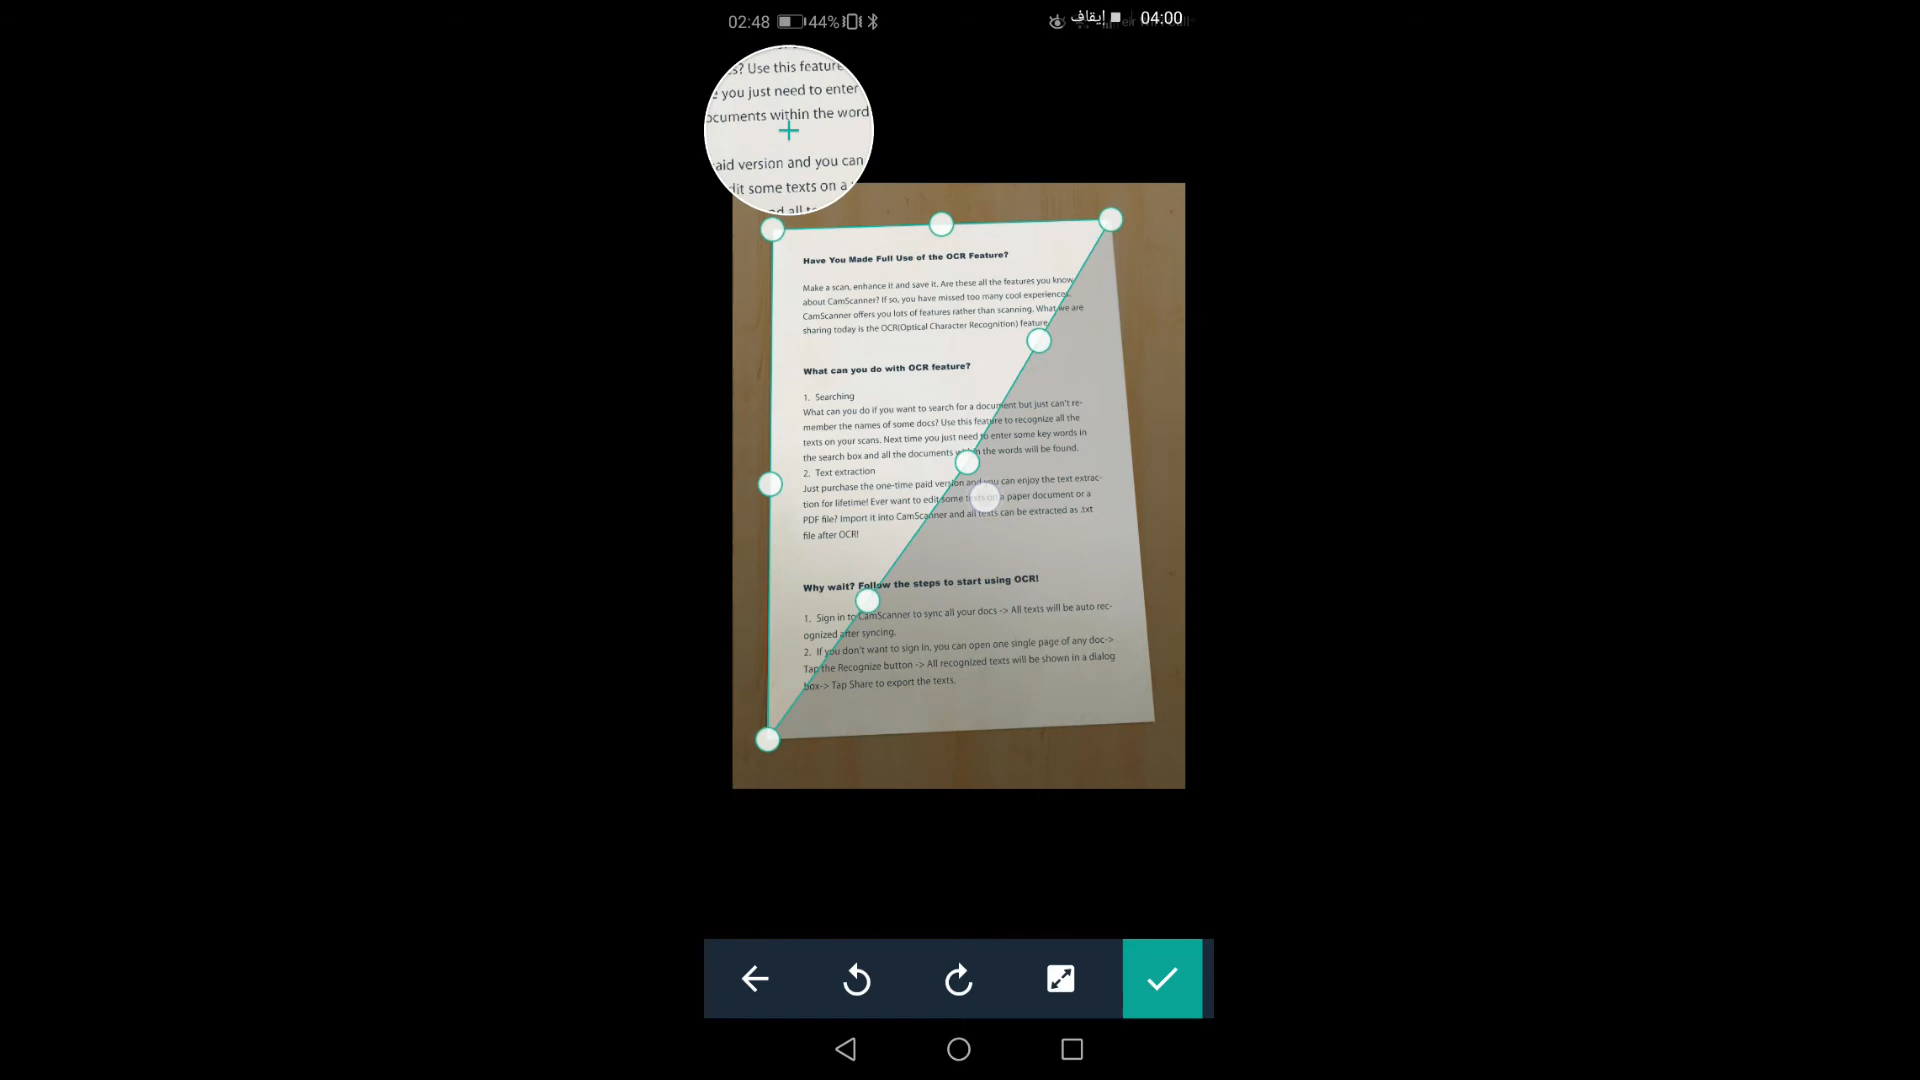 02:48 44% إيقاف 04:00
s? Use this feature
e you just need to enter
ocuments within the word
aid version and you can
dit some texts on a
Have You Made Full Use of the OCR Feature?
Make a scan, enhance it and save it. Are these all the features you know
about CamScanner? If so, you have missed too many cool experiences.
CamScanner offers you lots of features rather than scanning. What we are
sharing today is the OCR(Optical Character Recognition) feature
What can you do with OCR feature?
1. Searching
What can you do if you want to search for a document but just can't re-
member the names of some docs? Use this feature to recognize all the
texts on your scans. Next time you just need to enter some key words in
the search box and all the documents within the words will be found.
2. Text extraction
Just purchase the one-time paid version and you can enjoy the text extrac-
tion for lifetime! Ever want to edit some texts on a paper document or a
PDF file? Import it into CamScanner and all texts can be extracted as .txt
file after OCR!
Why wait? Follow the steps to start using OCR!
1. Sign in to CamScanner to sync all your docs -> All texts will be auto rec-
ognized after syncing.
2. If you don't want to sign in, you can open one single page of any doc->
Tap the Recognize button -> All recognized texts will be shown in a dialog
box-> Tap Share to export the texts.